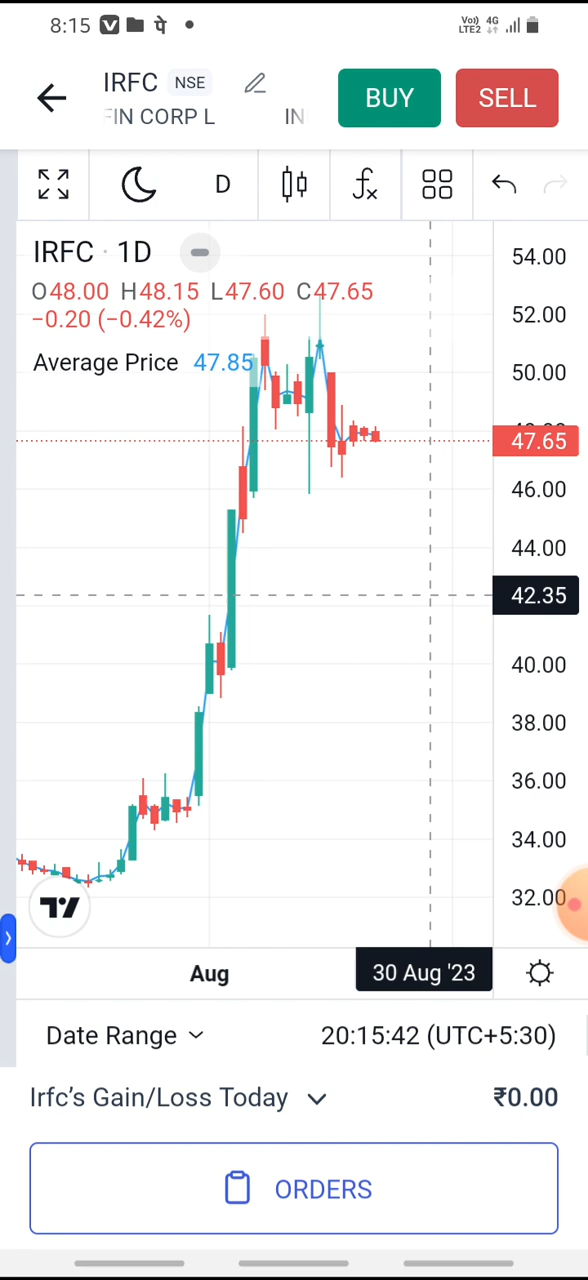 8:15 पे Vo)) 4G LTE2
IRFC NSE
FIN CORP L IN
BUY
SELL
D
IRFC · 1D
O48.00 H48.15 L47.60 C47.65
−0.20 (−0.42%)
Average Price 47.85
54.00
52.00
50.00
47.65
46.00
44.00
42.35
40.00
38.00
36.00
34.00
32.00
Aug
30 Aug '23
Date Range 20:15:42 (UTC+5:30)
Irfc's Gain/Loss Today ₹0.00
ORDERS